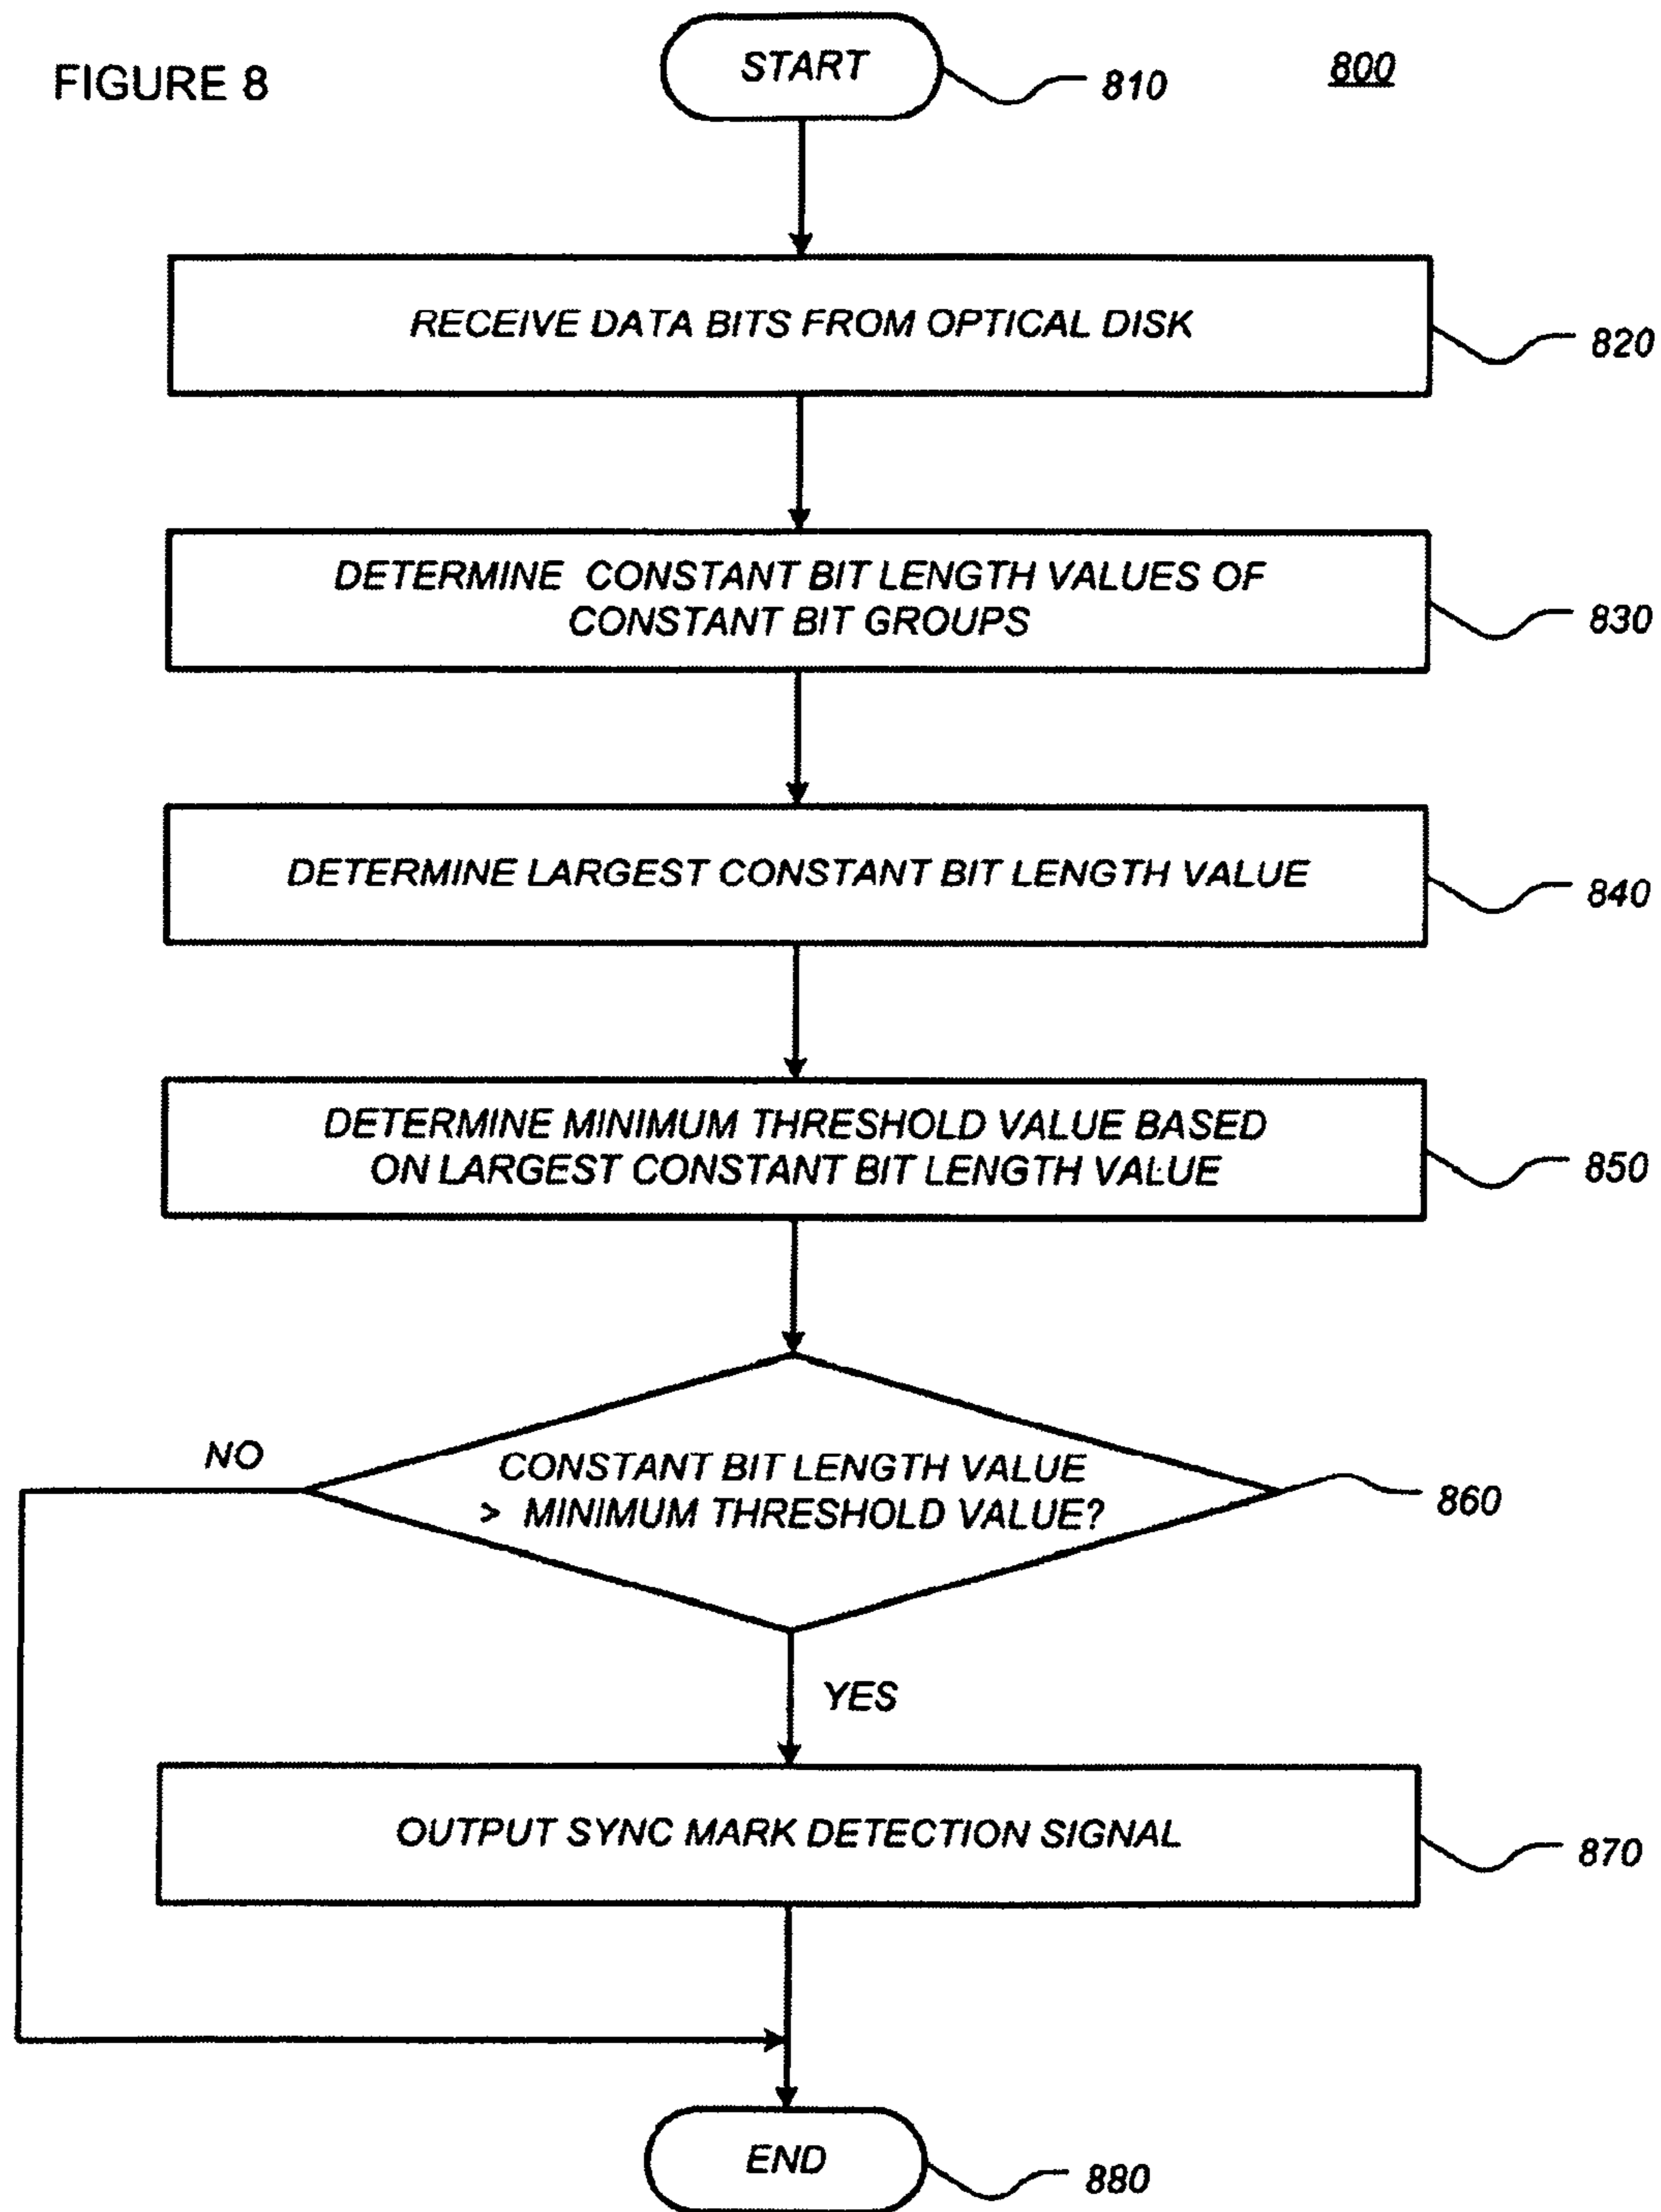 FIGURE 8
START
810
800
RECEIVE DATA BITS FROM OPTICAL DISK
820
DETERMINE CONSTANT BIT LENGTH VALUES OF
CONSTANT BIT GROUPS
830
DETERMINE LARGEST CONSTANT BIT LENGTH VALUE
840
DETERMINE MINIMUM THRESHOLD VALUE BASED
ON LARGEST CONSTANT BIT LENGTH VALUE
850
NO
CONSTANT BIT LENGTH VALUE
> MINIMUM THRESHOLD VALUE?
860
YES
OUTPUT SYNC MARK DETECTION SIGNAL
870
END
880